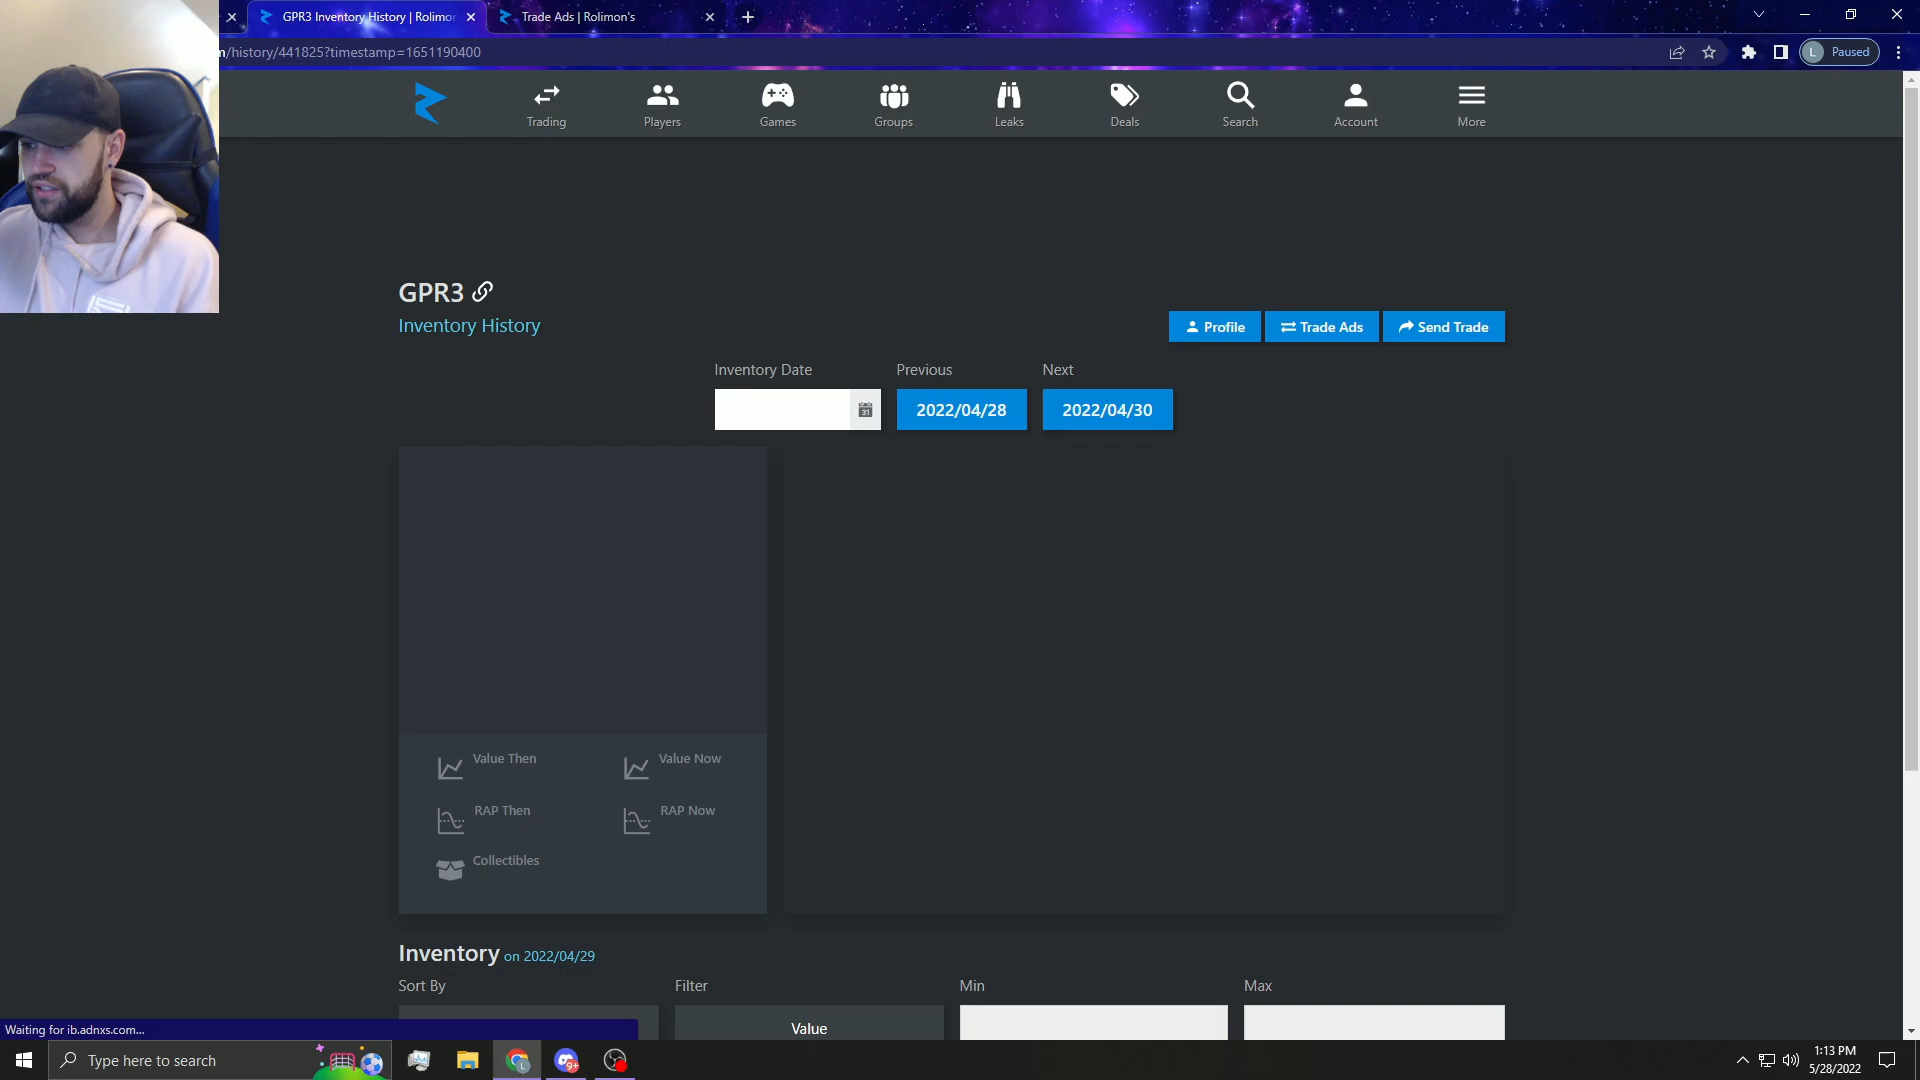 GPR3 Inventory History | Rolimon
Trade Ads | Rolimon's
m/history/441825?timestamp=1651190400
L Paused
Trading
Players
Games
Groups
Leaks
Deals
Search
Account
More
GPR3
Inventory History
Profile
Trade Ads
Send Trade
Inventory Date
Previous
Next
31
2022/04/28
2022/04/30
Value Then
Value Now
RAP Then
RAP Now
Collectibles
Inventory on 2022/04/29
Sort By
Filter
Min
Max
Value
Waiting for ib.adnxs.com...
Type here to search
L
9+
1:13 PM
5/28/2022